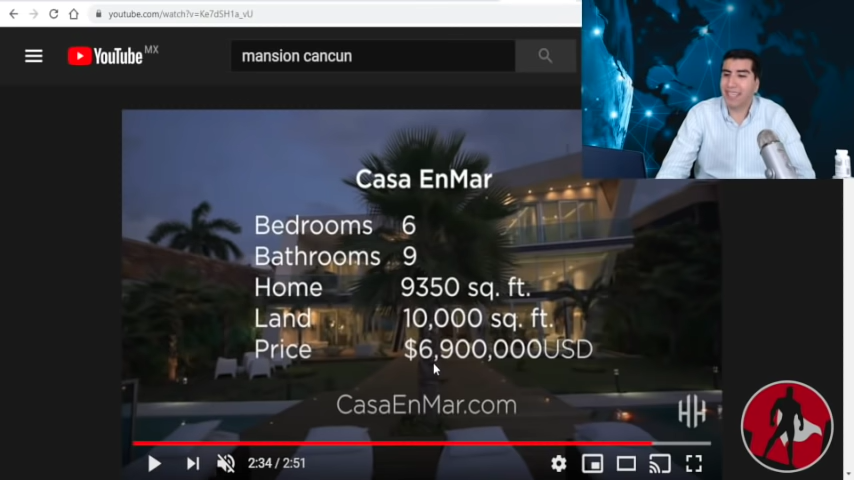 youtube.com/watch?v=Ke7dSH1a_vU
YouTube MX
mansion cancun
Casa EnMar
Bedrooms 6
Bathrooms 9
Home 9350 sq. ft.
Land 10,000 sq. ft.
Price $6,900,000USD
CasaEnMar.com
2:34 / 2:51